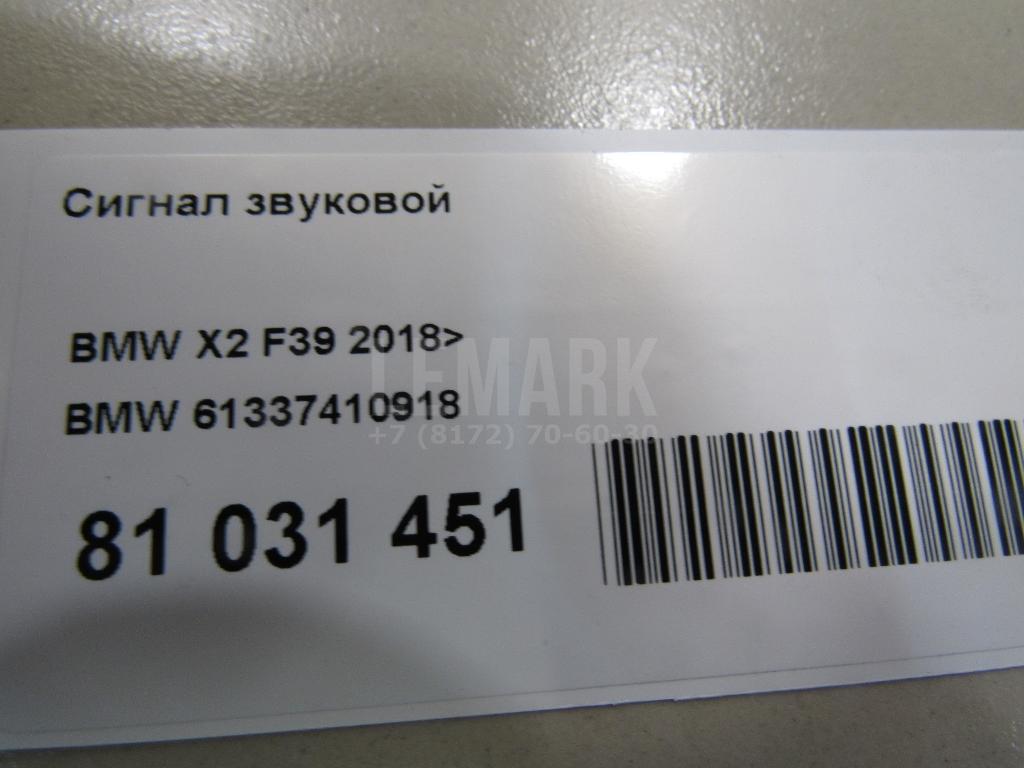 Сигнал звуковой
BMW X2 F39 2018>
LEMARK
BMW 61337410918
+7 (8172) 70-60-30
81 031 451